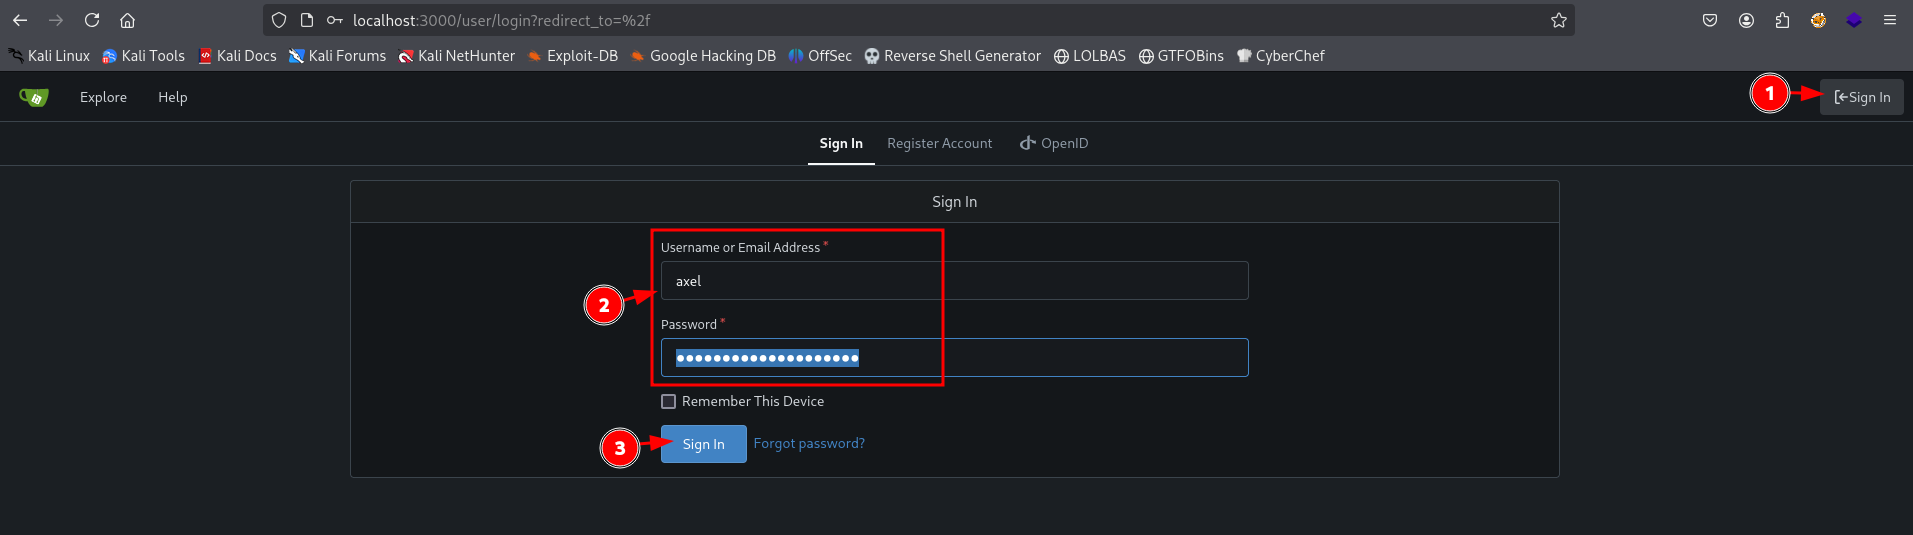 localhost:3000/user/login?redirect_to=%2f
Kali Linux Kali Tools Kali Docs Kali Forums Kali NetHunter Exploit-DB Google Hacking DB OffSec Reverse Shell Generator LOLBAS GTFOBins CyberChef
Explore Help 1 Sign In
Sign In Register Account OpenID
Sign In
Username or Email Address *
axel
2
Password *
••••••••••••••••••••
Remember This Device
3 Sign In Forgot password?